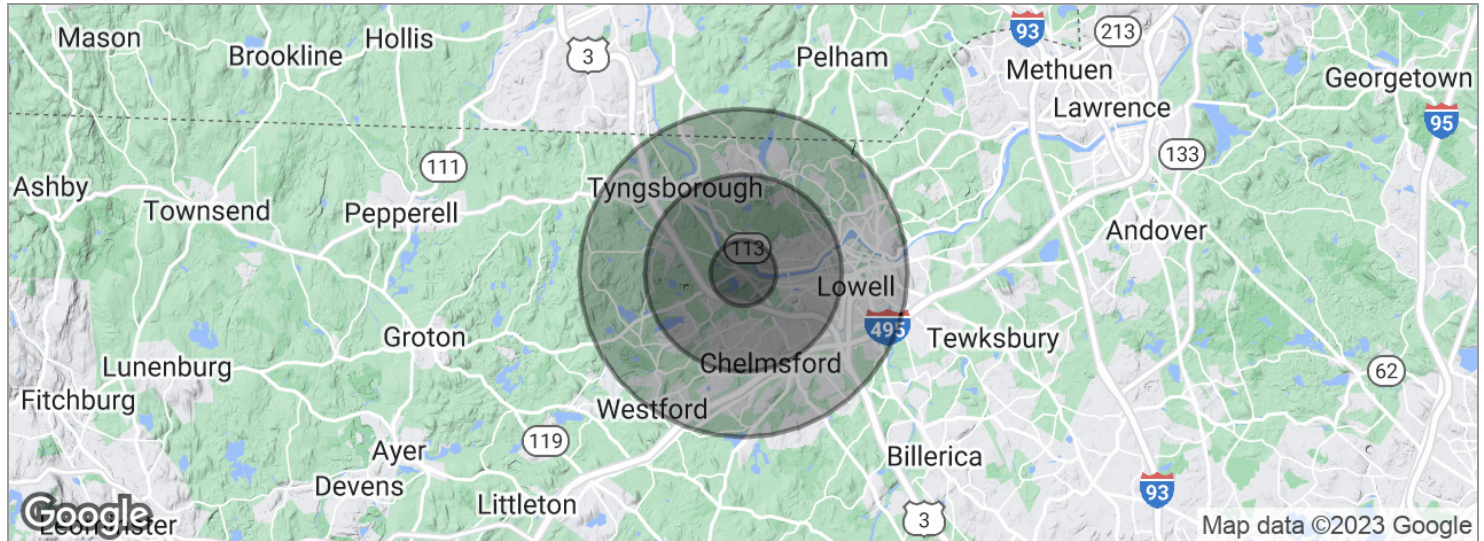 Mason
Brookline
Hollis
3
Pelham
93
213
Methuen
Georgetown
Lawrence
95
111
133
Ashby
Townsend
Pepperell
Tyngsborough
Andover
113
Lowell
495
Groton
Tewksbury
Lunenburg
Chelmsford
62
Fitchburg
Westford
119
Ayer
Billerica
Devens
93
Littleton
3
Google
Leominster
Map data ©2023 Google